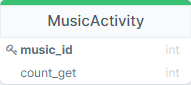 MusicActivity
music_id int
count_get int